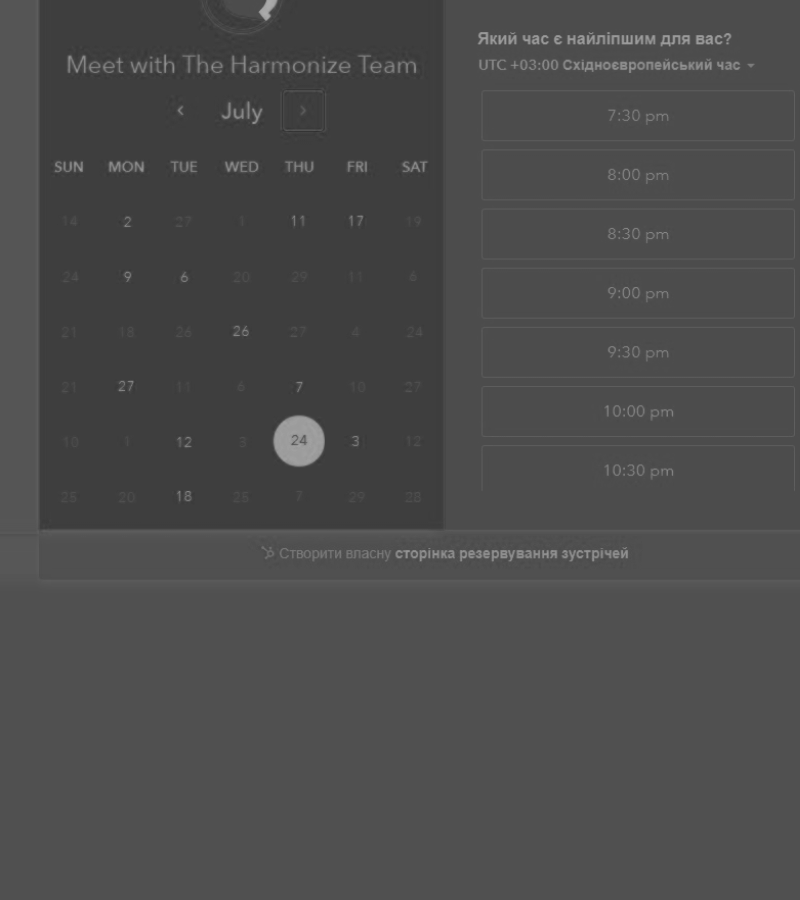 Meet with The Harmonize Team
July
SUN MON TUE WED THU FRI SAT
14 2 27 1 11 17 19
24 9 6 20 29 11 6
21 18 26 26 27 4 24
21 27 11 6 7 10 27
10 1 12 3 24 3 12
25 20 18 25 7 29 28
Який час є найліпшим для вас?
UTC +03:00 Східноєвропейський час
7:30 pm
8:00 pm
8:30 pm
9:00 pm
9:30 pm
10:00 pm
10:30 pm
Створити власну сторінка резервування зустрічей